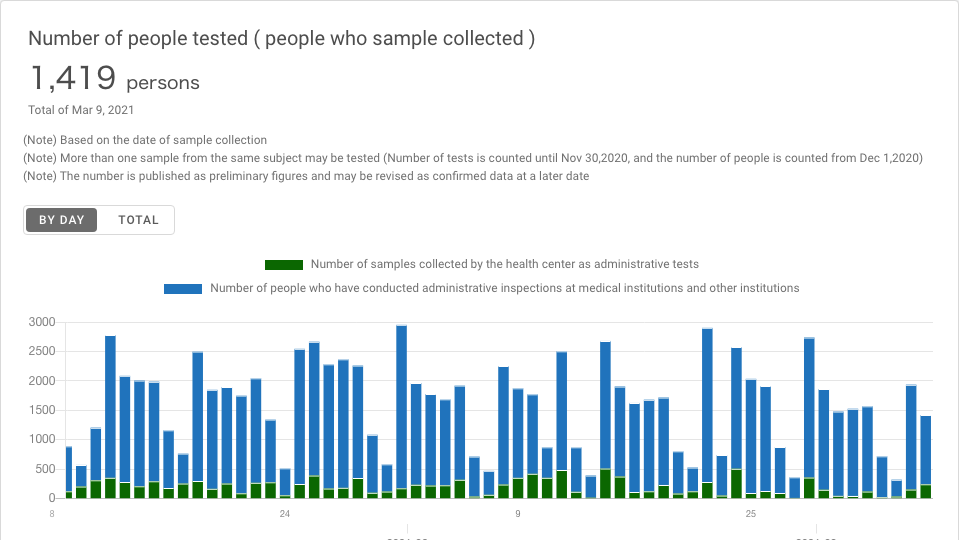 Number of people tested ( people who sample collected )
1,419 persons
Total of Mar 9, 2021
(Note) Based on the date of sample collection
(Note) More than one sample from the same subject may be tested (Number of tests is counted until Nov 30,2020, and the number of people is counted from Dec 1,2020)
(Note) The number is published as preliminary figures and may be revised as confirmed data at a later date
BY DAY TOTAL
Number of samples collected by the health center as administrative tests
Number of people who have conducted administrative inspections at medical institutions and other institutions
3000
2500
2000
1500
1000
500
0
8 24 9 25